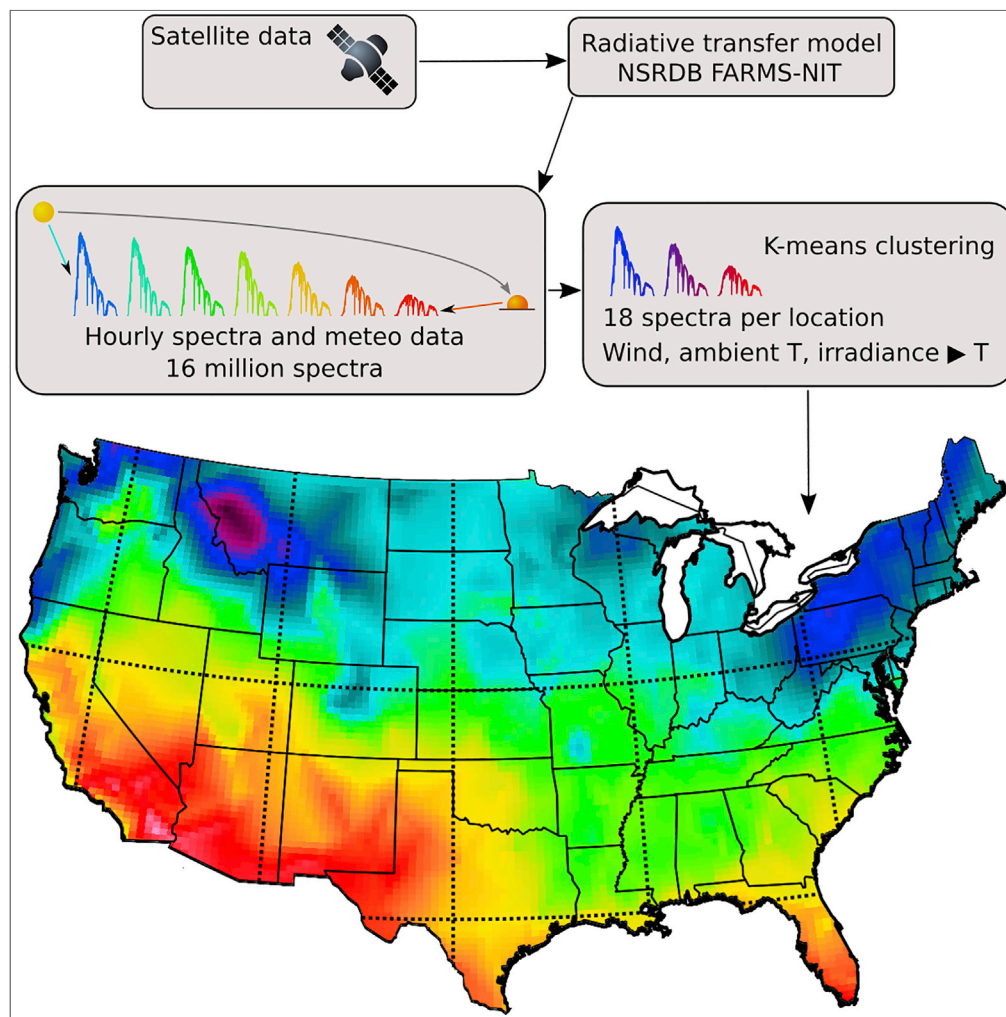 Satellite data
Radiative transfer model
NSRDB FARMS-NIT
Hourly spectra and meteo data
16 million spectra
K-means clustering
18 spectra per location
Wind, ambient T, irradiance ▶ T